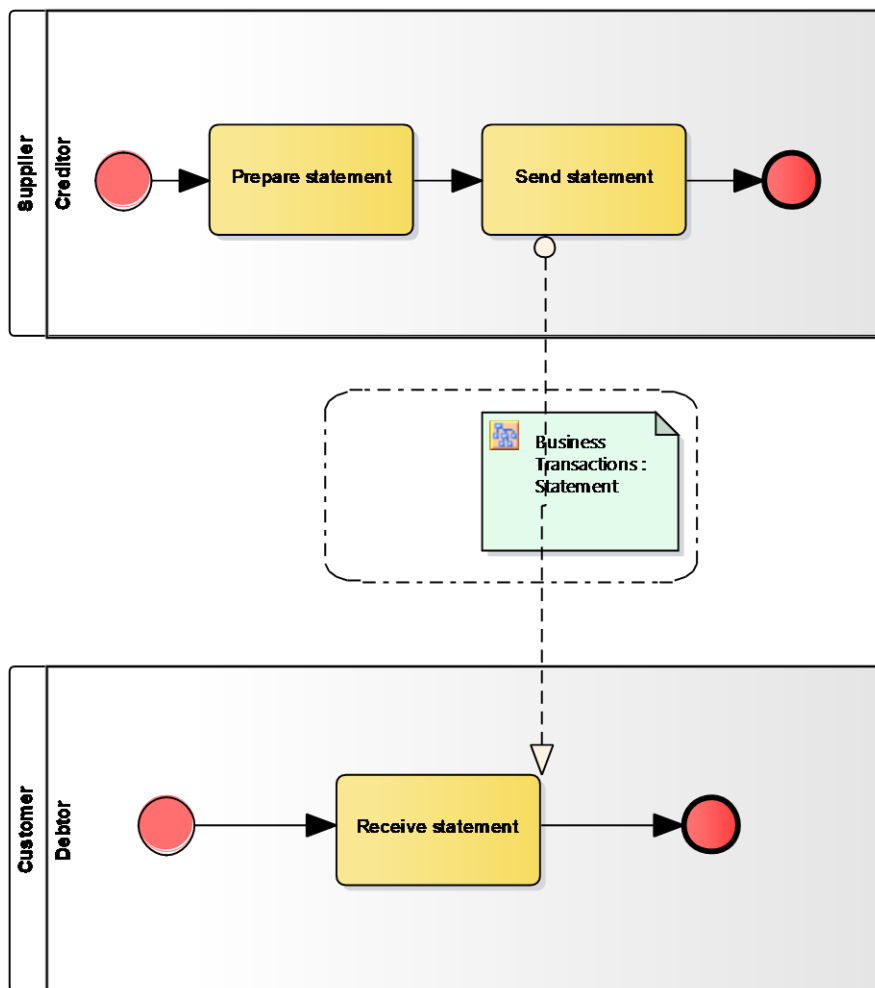 Supplier
Creditor
Prepare statement
Send statement
Business
Transactions :
Statement
Customer
Debtor
Receive statement